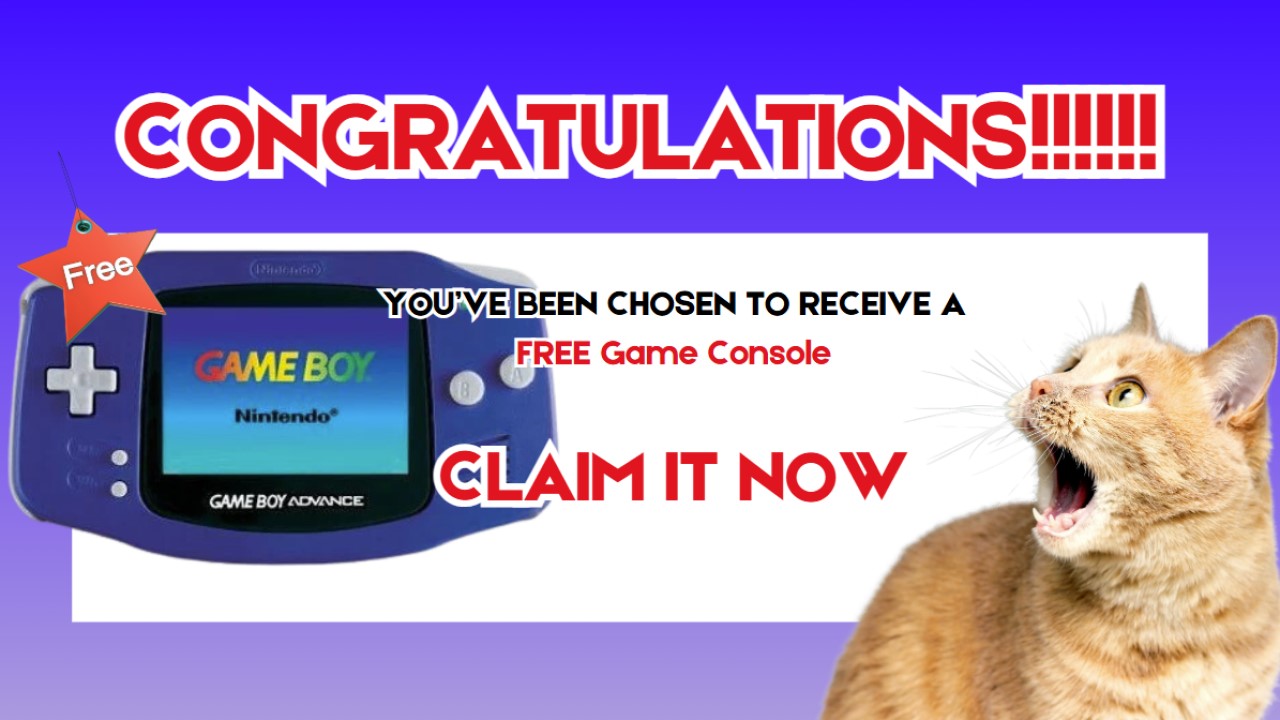 CONGRATULATIONS!!!!!!
Free
Nintendo
YOU'VE BEEN CHOSEN TO RECEIVE A
FREE Game Console
GAME BOY
Nintendo®
B A
CLAIM IT NOW
GAME BOY ADVANCE